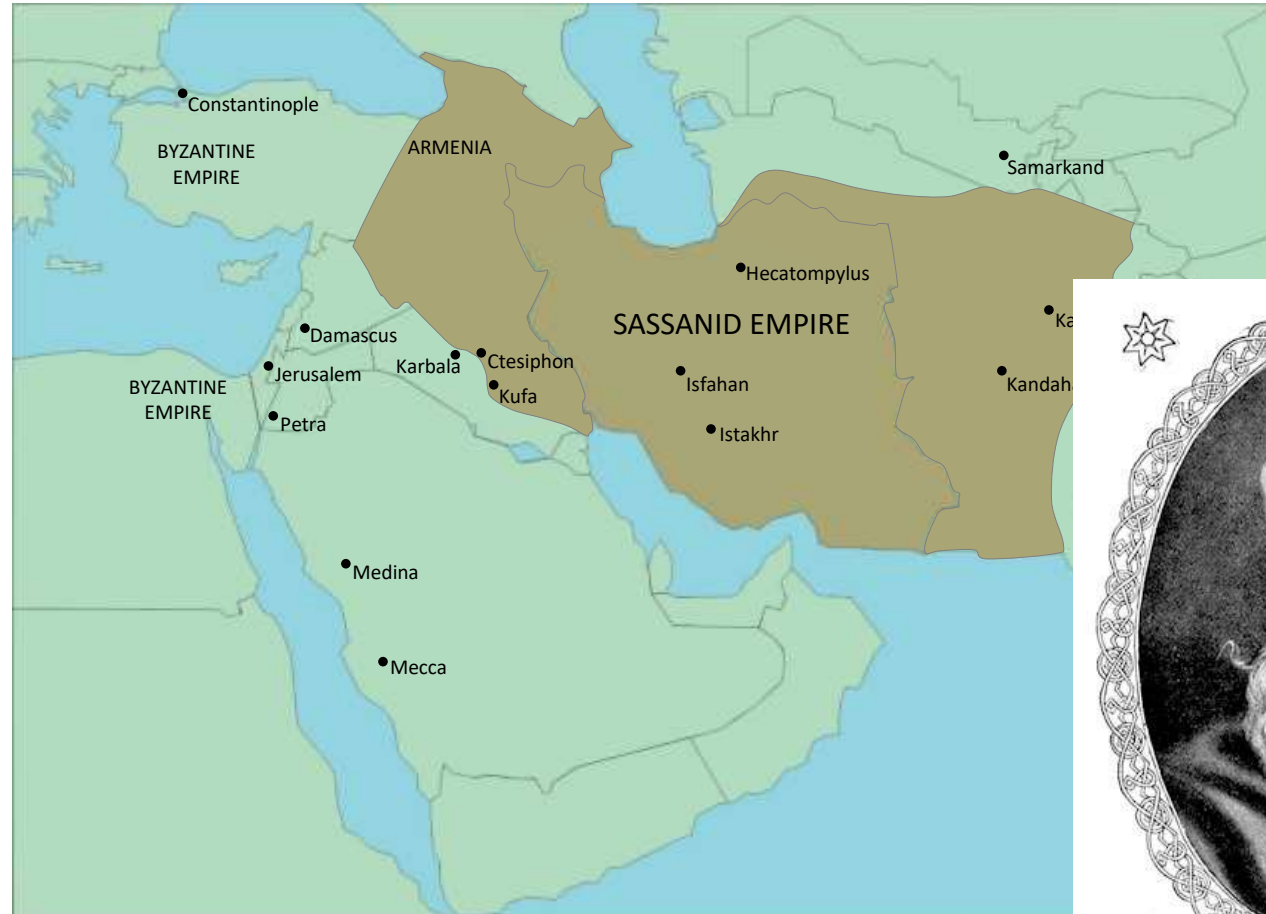 Constantinople
BYZANTINE
EMPIRE
ARMENIA
Samarkand
Hecatompylus
SASSANID EMPIRE
Damascus
Karbala
Ctesiphon
Jerusalem
Isfahan
BYZANTINE
EMPIRE
Kufa
Petra
Istakhr
Medina
Mecca